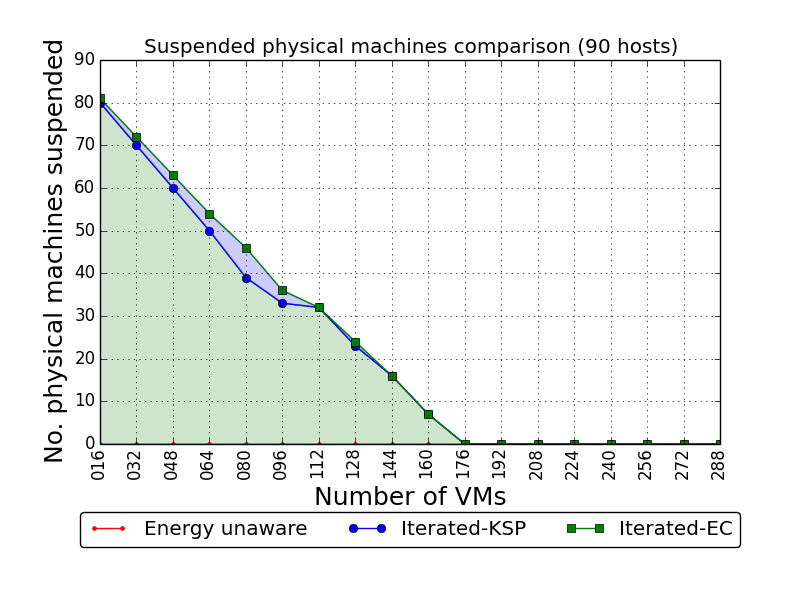 Suspended physical machines comparison (90 hosts)
No. physical machines suspended
90
80
70
60
50
40
30
20
10
0
016 032 048 064 080 096 112 128 144 160 176 192 208 224 240 256 272 288
Number of VMs
Energy unaware Iterated-KSP Iterated-EC